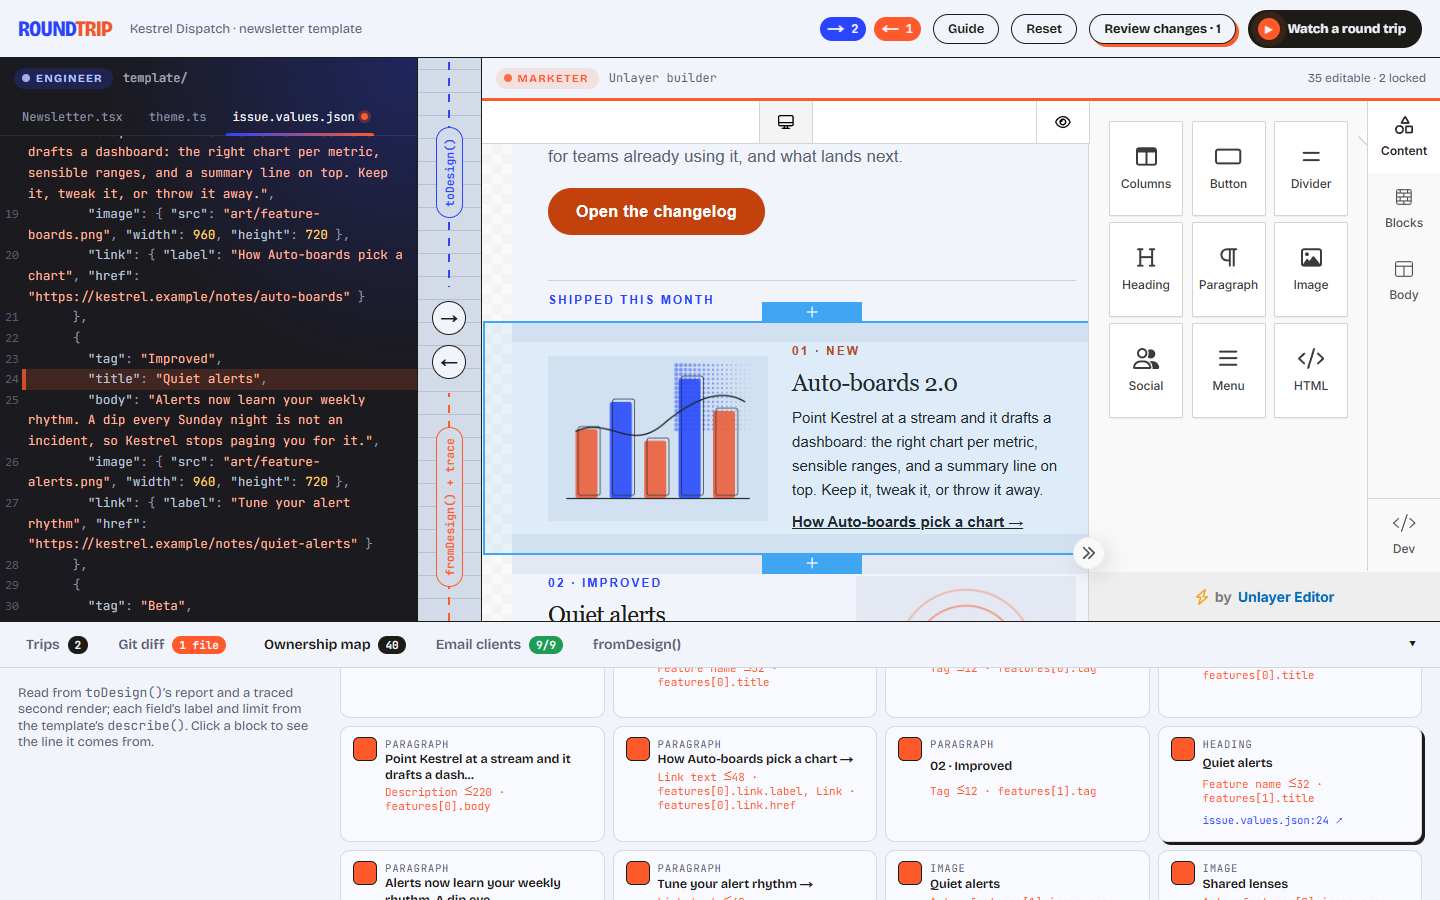 ROUNDTRIP
Kestrel Dispatch · newsletter template
→ 2
← 1
Guide
Reset
Review changes · 1
Watch a round trip
ENGINEER
template/
MARKETER
Unlayer builder
35 editable · 2 locked
Newsletter.tsx
theme.ts
issue.values.json
drafts a dashboard: the right chart per metric,
sensible ranges, and a summary line on top. Keep
it, tweak it, or throw it away.",
19 "image": { "src": "art/feature-
boards.png", "width": 960, "height": 720 },
20 "link": { "label": "How Auto-boards pick a
chart", "href":
"https://kestrel.example/notes/auto-boards" }
21 },
22 {
23 "tag": "Improved",
24 "title": "Quiet alerts",
25 "body": "Alerts now learn your weekly
rhythm. A dip every Sunday night is not an
incident, so Kestrel stops paging you for it.",
26 "image": { "src": "art/feature-
alerts.png", "width": 960, "height": 720 },
27 "link": { "label": "Tune your alert
rhythm", "href":
"https://kestrel.example/notes/quiet-alerts" }
28 },
29 {
30 "tag": "Beta",
toDesign()
→
←
fromDesign() + trace
for teams already using it, and what lands next.
Open the changelog
SHIPPED THIS MONTH
+
01 · NEW
Auto-boards 2.0
Point Kestrel at a stream and it drafts a
dashboard: the right chart per metric,
sensible ranges, and a summary line on
top. Keep it, tweak it, or throw it away.
How Auto-boards pick a chart →
+
02 · IMPROVED
Quiet alerts
Columns
Button
Divider
Heading
Paragraph
Image
Social
Menu
HTML
Content
Blocks
Body
Dev
by Unlayer Editor
Trips 2
Git diff 1 file
Ownership map 40
Email clients 9/9
fromDesign()
Read from toDesign()'s report and a traced
second render; each field's label and limit from
the template's describe(). Click a block to see
the line it comes from.
Feature name ≤32 ·
features[0].title
Tag ≤12 · features[0].tag
features[0].title
PARAGRAPH
Point Kestrel at a stream and it
drafts a dash...
Description ≤220 ·
features[0].body
PARAGRAPH
How Auto-boards pick a chart →
Link text ≤48 ·
features[0].link.label, Link ·
features[0].link.href
PARAGRAPH
02 · Improved
Tag ≤12 · features[1].tag
HEADING
Quiet alerts
Feature name ≤32 ·
features[1].title
issue.values.json:24 ↗
PARAGRAPH
Alerts now learn your weekly
rhythm. A dip eve...
PARAGRAPH
Tune your alert rhythm →
Link text ≤48 ·
IMAGE
Quiet alerts
IMAGE
Shared lenses